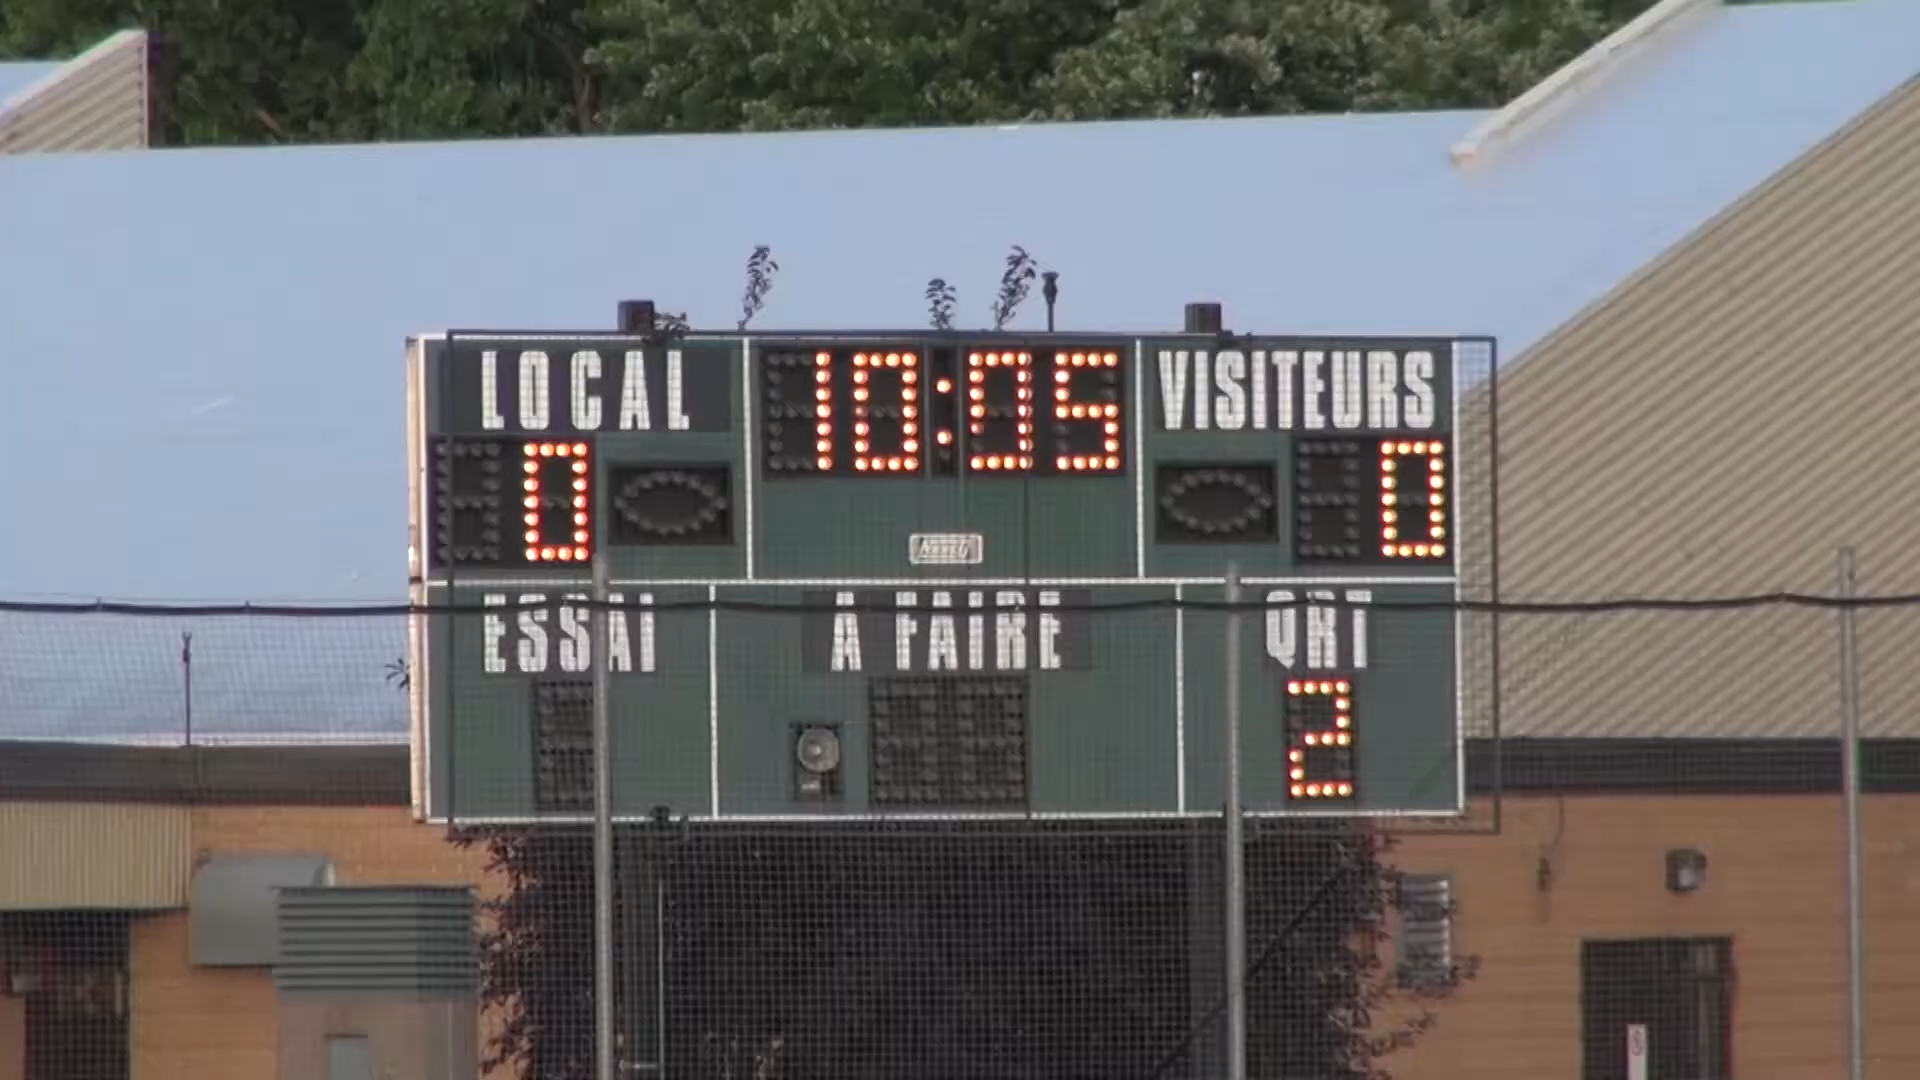 LOCAL 10:05 VISITEURS
0 0
ESSAI A FAIRE QRT
2